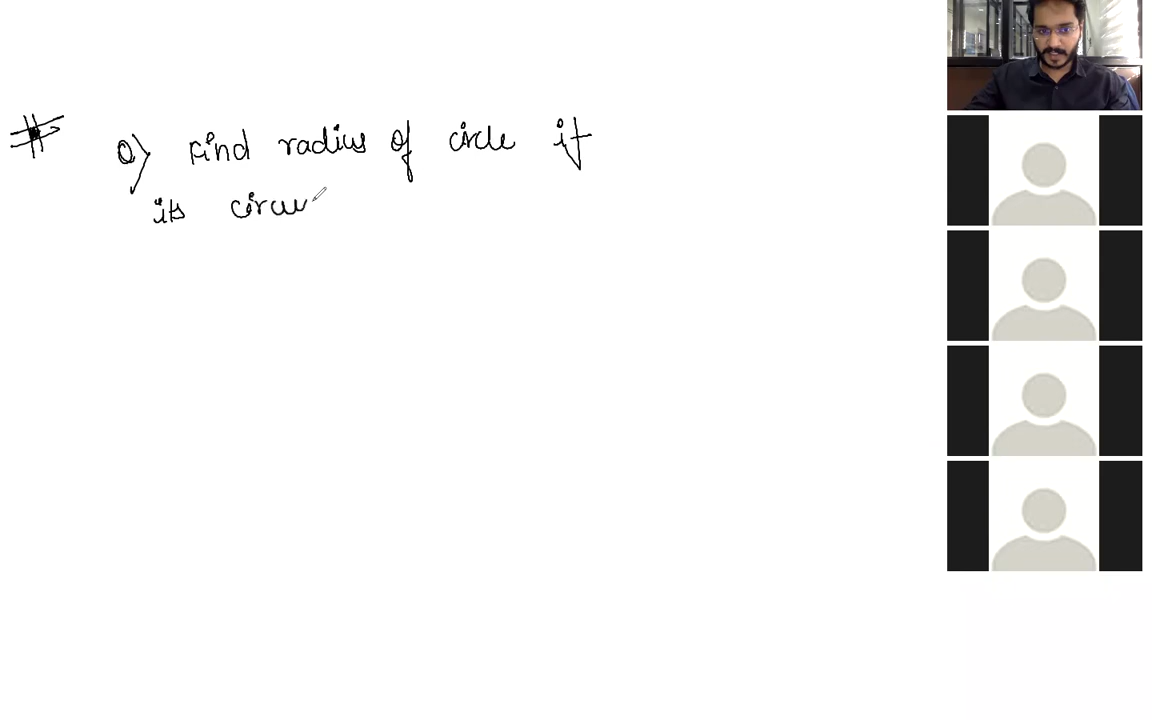 # Q) Find radius of circle if
its circu